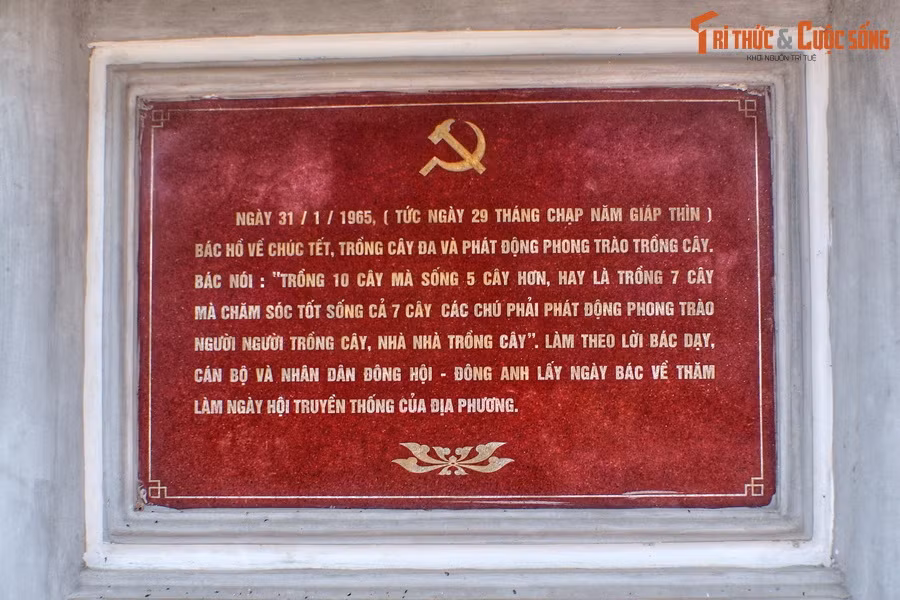 TRI THỨC & CUỘC SỐNG
KHƠI NGUỒN TRÍ TUỆ
NGÀY 31 / 1 / 1965, ( TỨC NGÀY 29 THÁNG CHẠP NĂM GIÁP THÌN )
BÁC HỒ VỀ CHÚC TẾT, TRỒNG CÂY ĐA VÀ PHÁT ĐỘNG PHONG TRÀO TRỒNG CÂY.
BÁC NÓI : "TRỒNG 10 CÂY MÀ SỐNG 5 CÂY HƠN, HAY LÀ TRỒNG 7 CÂY
MÀ CHĂM SÓC TỐT SỐNG CẢ 7 CÂY CÁC CHÚ PHẢI PHÁT ĐỘNG PHONG TRÀO
NGƯỜI NGƯỜI TRỒNG CÂY, NHÀ NHÀ TRỒNG CÂY". LÀM THEO LỜI BÁC DẠY,
CÁN BỘ VÀ NHÂN DÂN ĐÔNG HỘI - ĐÔNG ANH LẤY NGÀY BÁC VỀ THĂM
LÀM NGÀY HỘI TRUYỀN THỐNG CỦA ĐỊA PHƯƠNG.